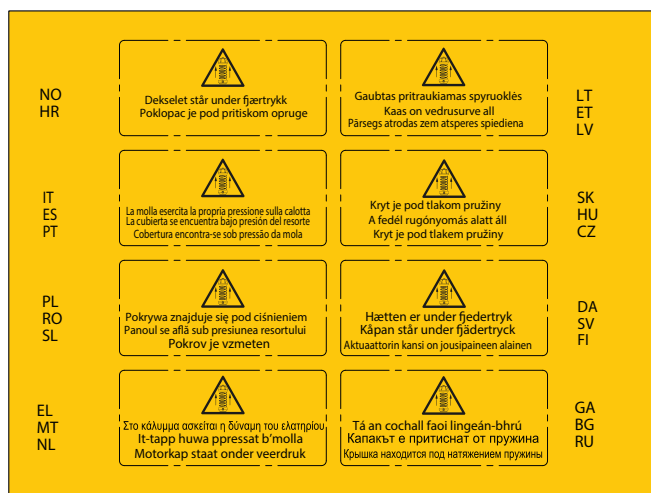 NO
HR
Dekselet står under fjærtrykk
Poklopac je pod pritiskom opruge
Gaubtas pritraukiamas spyruoklės
Kaas on vedrusurve all
Pārsegs atrodas zem atsperes spiediena
LT
ET
LV
IT
ES
PT
La molla esercita la propria pressione sulla calotta
La cubierta se encuentra bajo presión del resorte
Cobertura encontra-se sob pressão da mola
Kryt je pod tlakom pružiny
A fedél rugónyomás alatt áll
Kryt je pod tlakem pružiny
SK
HU
CZ
PL
RO
SL
Pokrywa znajduje się pod ciśnieniem
Panoul se află sub presiunea resortului
Pokrov je vzmeten
Hætten er under fjedertryk
Kåpan står under fjädertryck
Aktuaattorin kansi on jousipaineen alainen
DA
SV
FI
EL
MT
NL
Στο κάλυμμα ασκείται η δύναμη του ελατηρίου
It-tapp huwa ppressat b'molla
Motorkap staat onder veerdruk
Tá an cochall faoi lingeán-bhrú
Капакът е притиснат от пружина
Крышка находится под натяжением пружины
GA
BG
RU